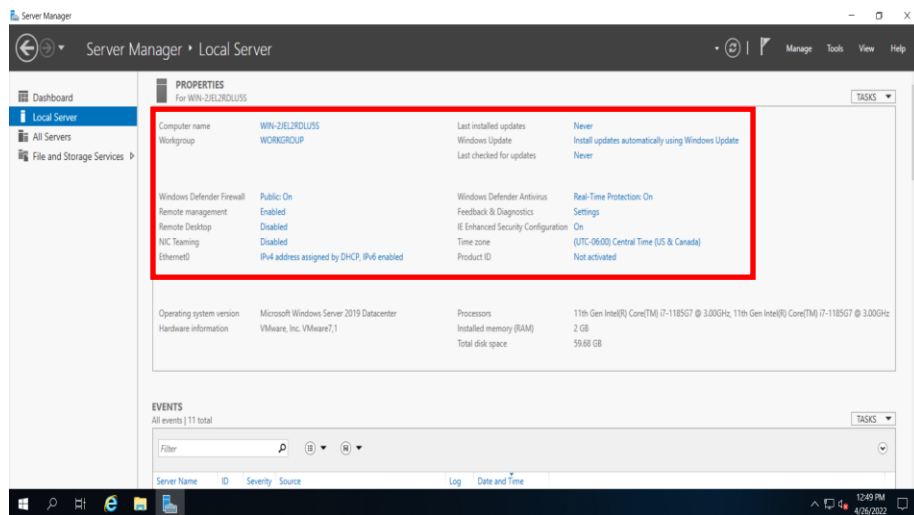 Server Manager
Server Manager • Local Server
Manage Tools View Help
Dashboard
Local Server
All Servers
File and Storage Services
PROPERTIES
For WIN-2JEL2RDLU5S
TASKS
Computer name WIN-2JEL2RDLU5S Last installed updates Never
Workgroup WORKGROUP Windows Update Install updates automatically using Windows Update
Last checked for updates Never
Windows Defender Firewall Public: On Windows Defender Antivirus Real-Time Protection: On
Remote management Enabled Feedback & Diagnostics Settings
Remote Desktop Disabled IE Enhanced Security Configuration On
NIC Teaming Disabled Time zone (UTC-06:00) Central Time (US & Canada)
Ethernet0 IPv4 address assigned by DHCP, IPv6 enabled Product ID Not activated
Operating system version Microsoft Windows Server 2019 Datacenter Processors 11th Gen Intel(R) Core(TM) i7-1185G7 @ 3.00GHz, 11th Gen Intel(R) Core(TM) i7-1185G7 @ 3.00GHz
Hardware information VMware, Inc. VMware7,1 Installed memory (RAM) 2 GB
Total disk space 59.68 GB
EVENTS
All events | 11 total
TASKS
Filter
Server Name ID Severity Source Log Date and Time
12:49 PM
4/26/2022